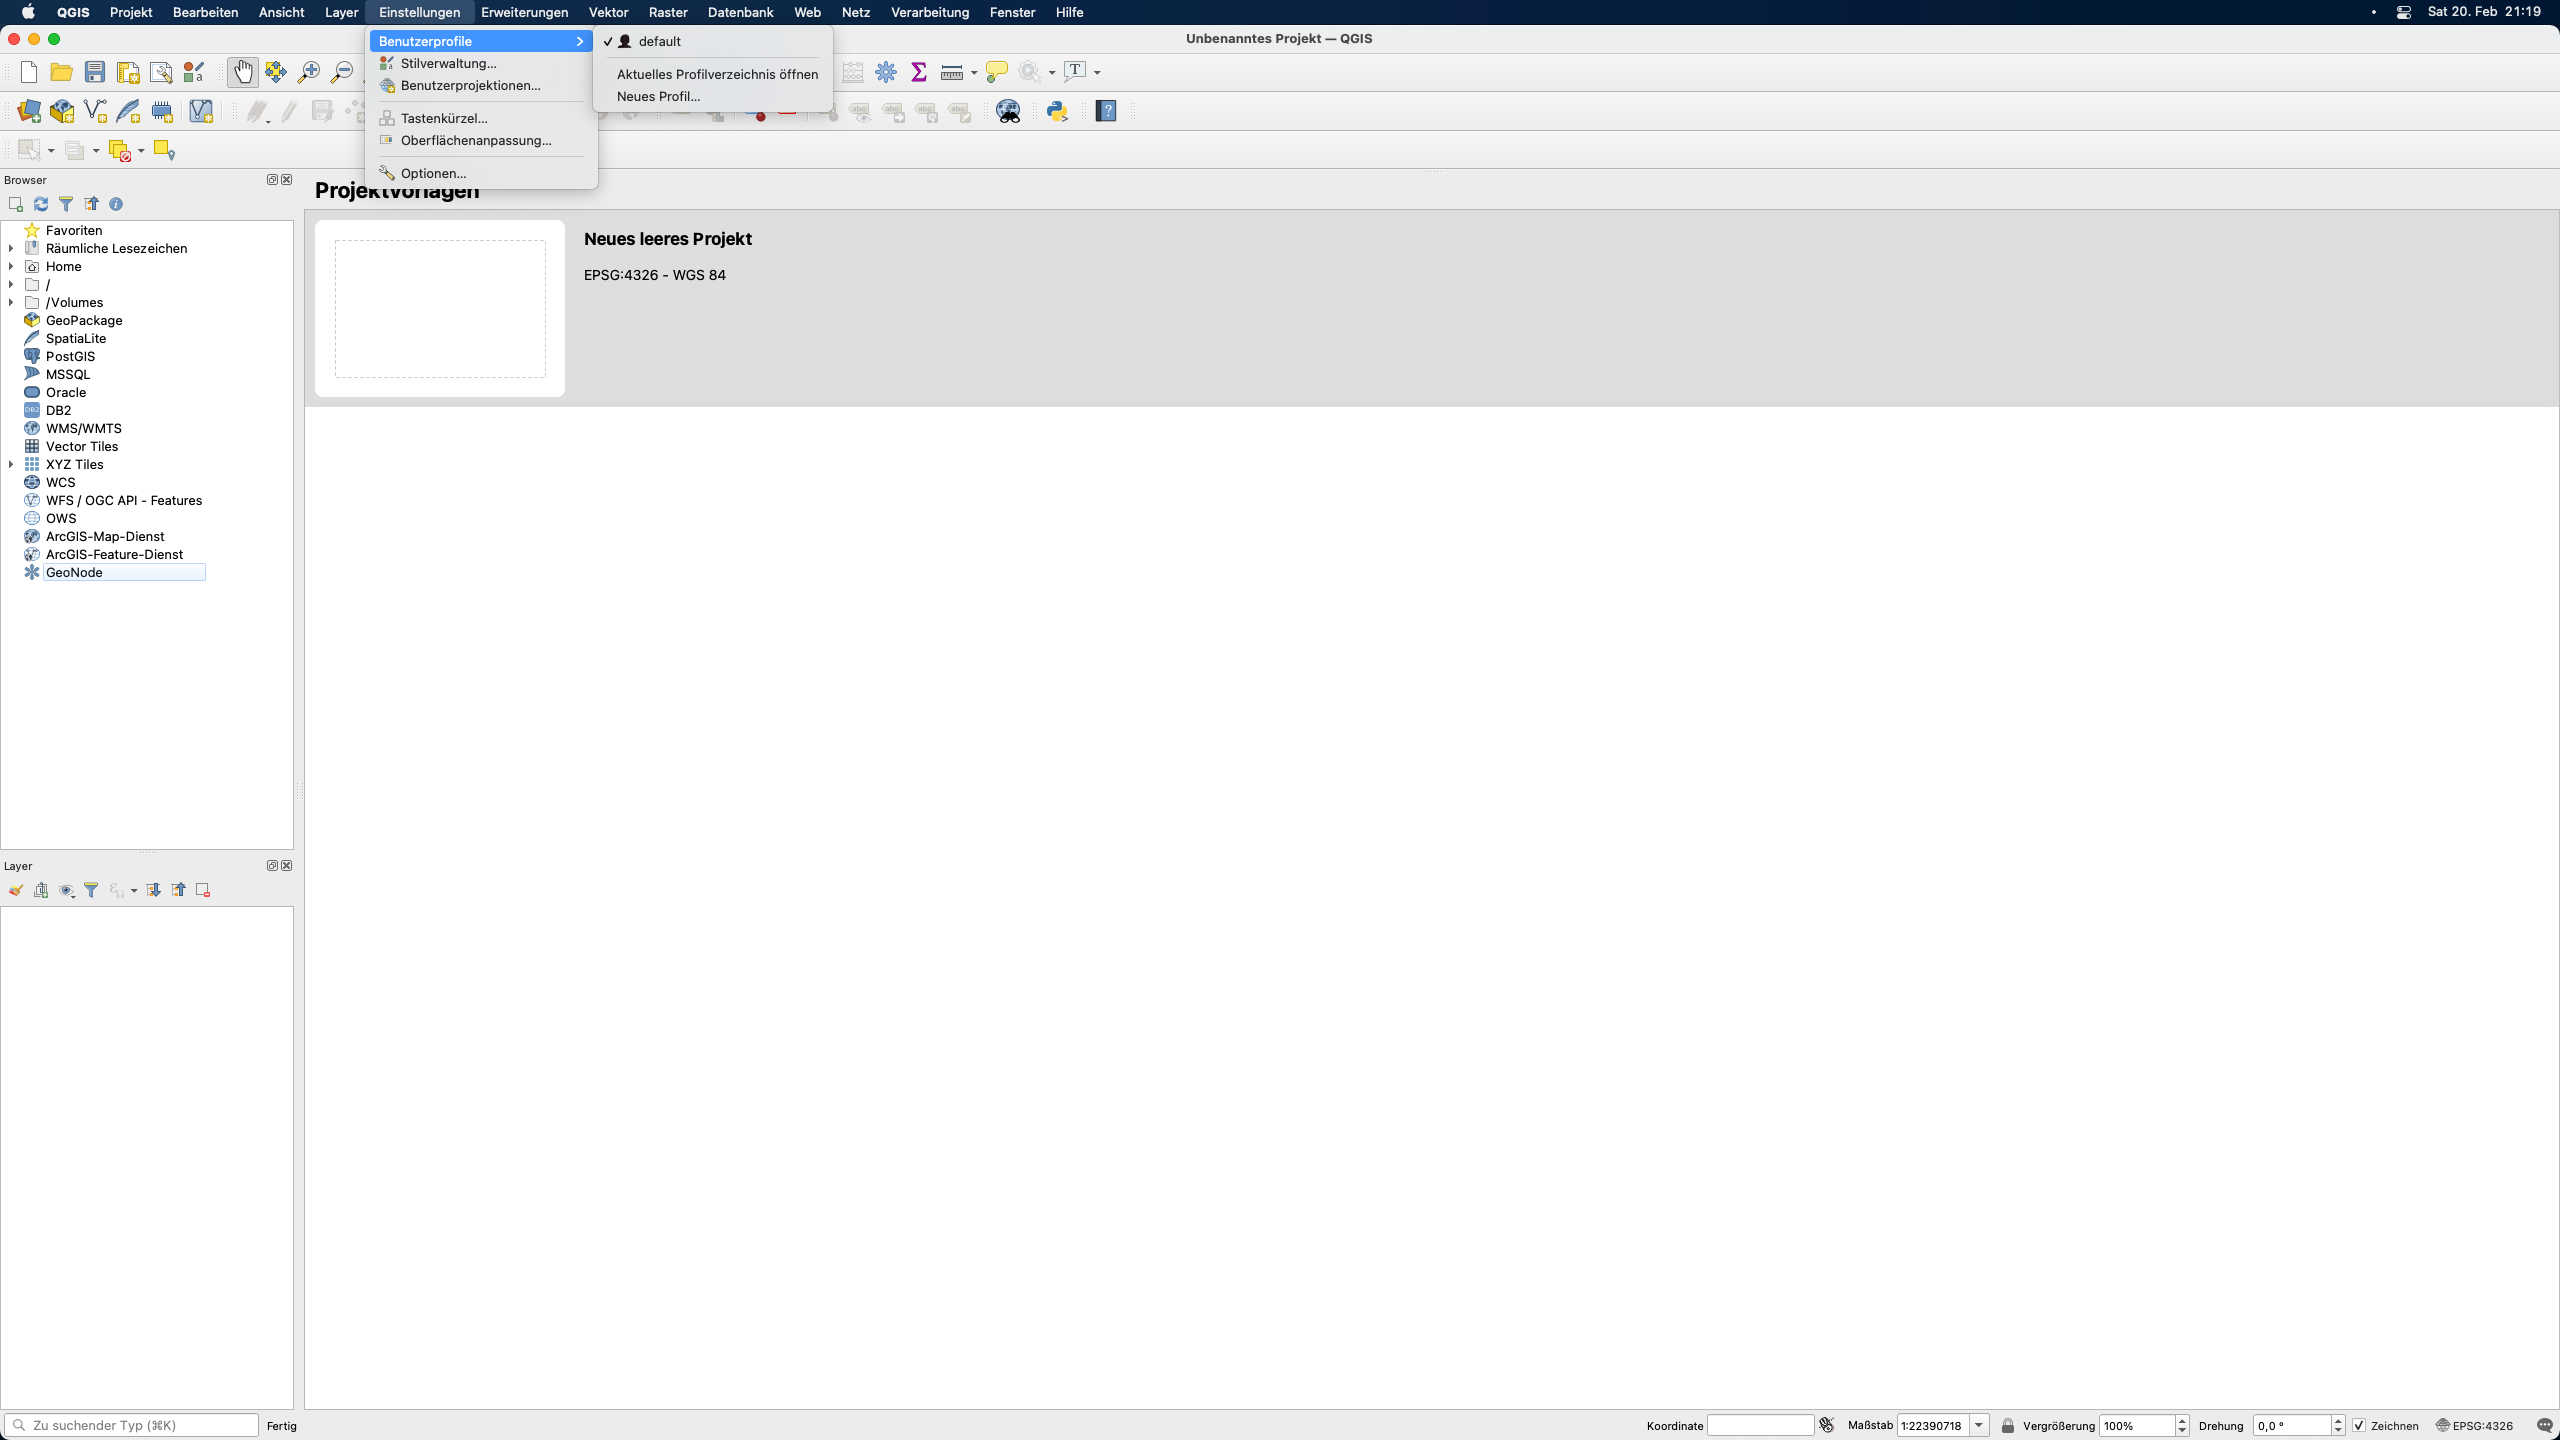 QGIS Projekt Bearbeiten Ansicht Layer Einstellungen Erweiterungen Vektor Raster Datenbank Web Netz Verarbeitung Fenster Hilfe Sat 20. Feb 21:19
Unbenanntes Projekt — QGIS
Benutzerprofile
Stilverwaltung...
Benutzerprojektionen...
Tastenkürzel...
Oberflächenanpassung...
Optionen...
default
Aktuelles Profilverzeichnis öffnen
Neues Profil...
Browser
Favoriten
Räumliche Lesezeichen
Home
/
/Volumes
GeoPackage
SpatiaLite
PostGIS
MSSQL
Oracle
DB2
WMS/WMTS
Vector Tiles
XYZ Tiles
WCS
WFS / OGC API - Features
OWS
ArcGIS-Map-Dienst
ArcGIS-Feature-Dienst
GeoNode
Projektvorlagen
Neues leeres Projekt
EPSG:4326 - WGS 84
Layer
Zu suchender Typ (⌘K) Fertig Koordinate Maßstab 1:22390718 Vergrößerung 100% Drehung 0,0 ° Zeichnen EPSG:4326